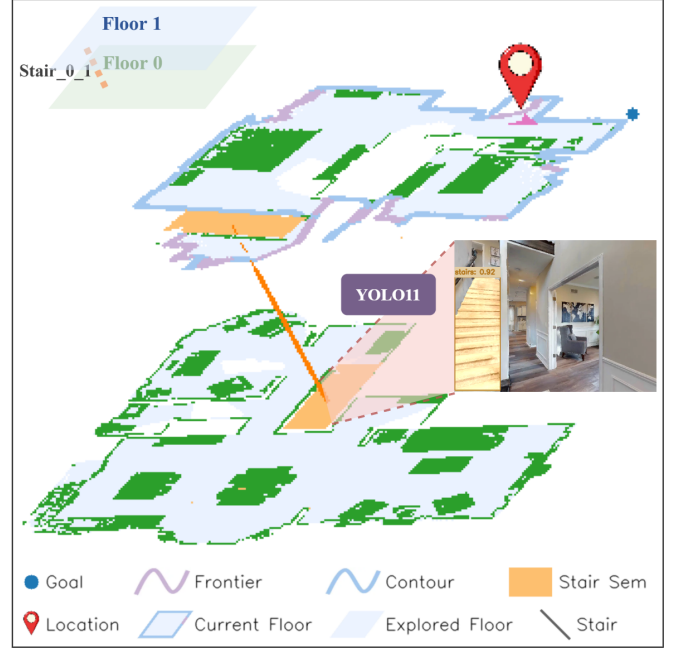 Floor 1
Floor 0
Stair_0_1
YOLO11
stairs: 0.92
Goal
Frontier
Contour
Stair Sem
Location
Current Floor
Explored Floor
Stair